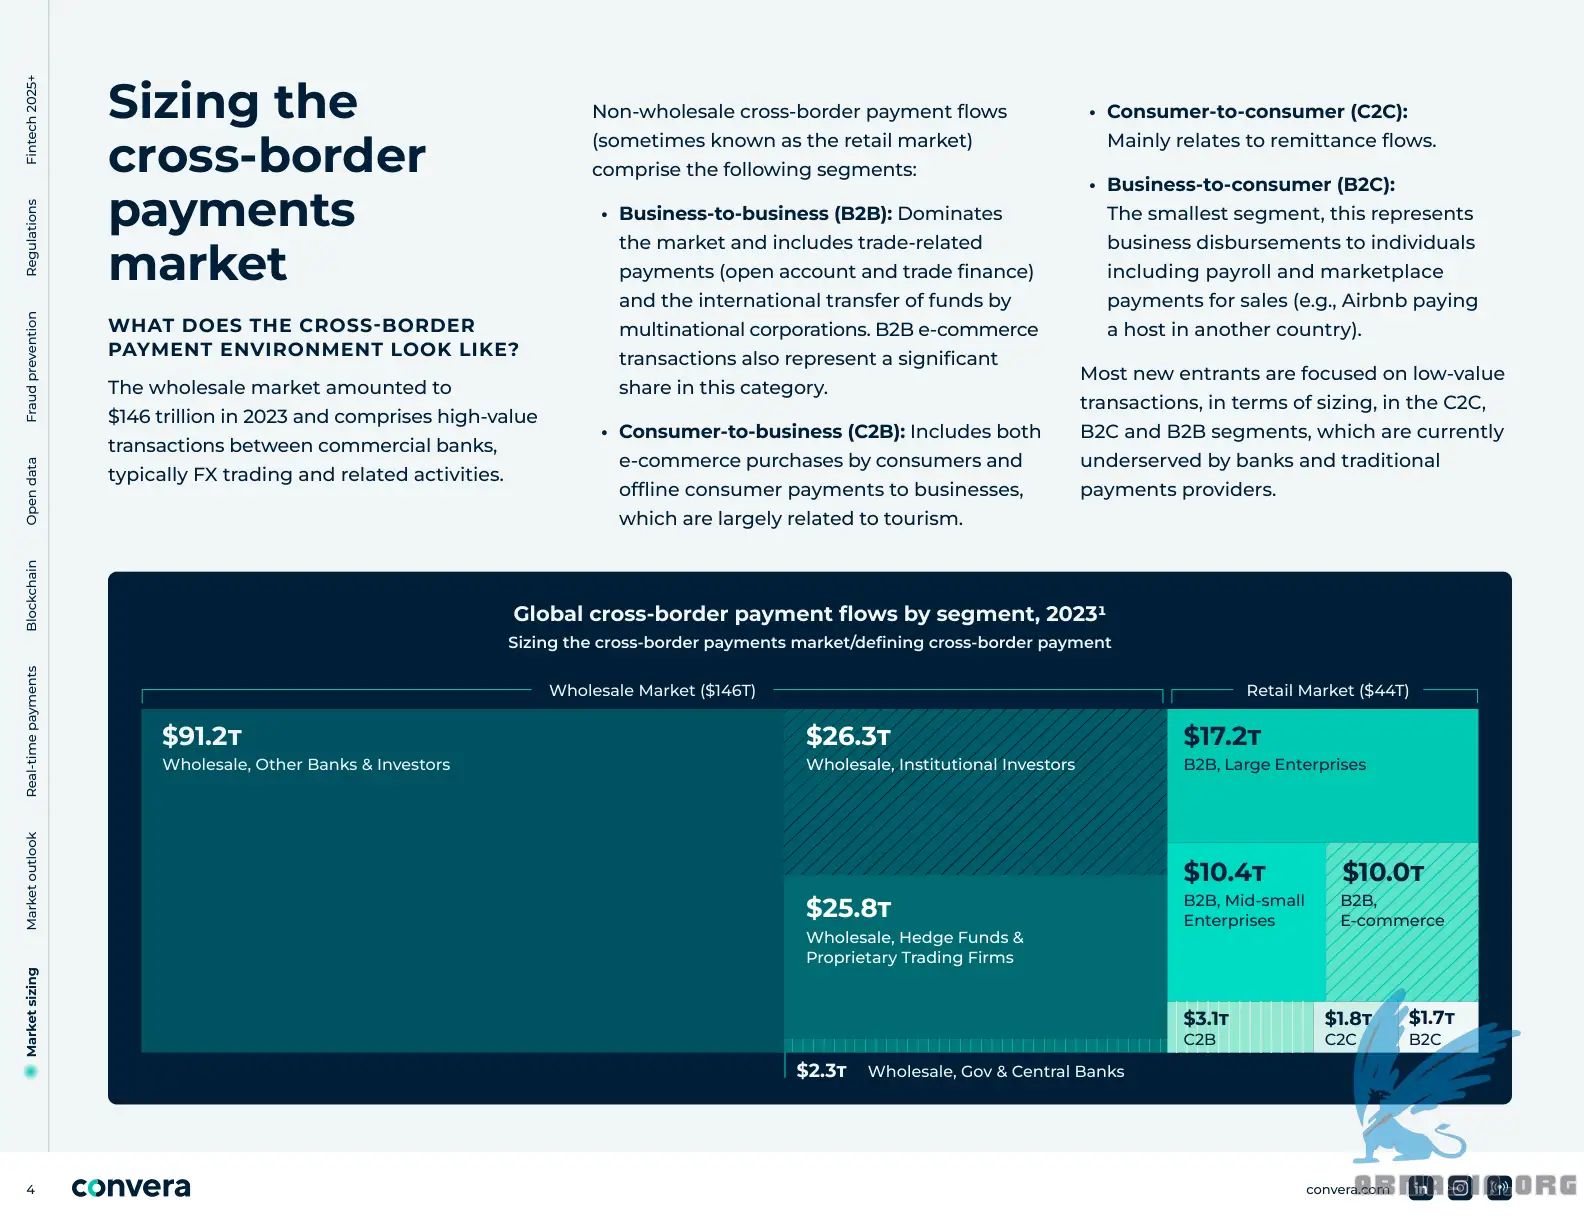 Fintech 2025+
Regulations
Fraud prevention
Open data
Blockchain
Real-time payments
Market outlook
Market sizing
Sizing the
cross-border
payments
market
WHAT DOES THE CROSS-BORDER
PAYMENT ENVIRONMENT LOOK LIKE?
The wholesale market amounted to
$146 trillion in 2023 and comprises high-value
transactions between commercial banks,
typically FX trading and related activities.
Non-wholesale cross-border payment flows
(sometimes known as the retail market)
comprise the following segments:
• Business-to-business (B2B): Dominates
the market and includes trade-related
payments (open account and trade finance)
and the international transfer of funds by
multinational corporations. B2B e-commerce
transactions also represent a significant
share in this category.
• Consumer-to-business (C2B): Includes both
e-commerce purchases by consumers and
offline consumer payments to businesses,
which are largely related to tourism.
• Consumer-to-consumer (C2C):
Mainly relates to remittance flows.
• Business-to-consumer (B2C):
The smallest segment, this represents
business disbursements to individuals
including payroll and marketplace
payments for sales (e.g., Airbnb paying
a host in another country).
Most new entrants are focused on low-value
transactions, in terms of sizing, in the C2C,
B2C and B2B segments, which are currently
underserved by banks and traditional
payments providers.
Global cross-border payment flows by segment, 2023¹
Sizing the cross-border payments market/defining cross-border payment
Wholesale Market ($146T)
Retail Market ($44T)
$91.2T
Wholesale, Other Banks & Investors
$26.3T
Wholesale, Institutional Investors
$25.8T
Wholesale, Hedge Funds &
Proprietary Trading Firms
$2.3T Wholesale, Gov & Central Banks
$17.2T
B2B, Large Enterprises
$10.4T
B2B, Mid-small
Enterprises
$10.0T
B2B,
E-commerce
$3.1T
C2B
$1.8T
C2C
$1.7T
B2C
4
convera
convera.com
in